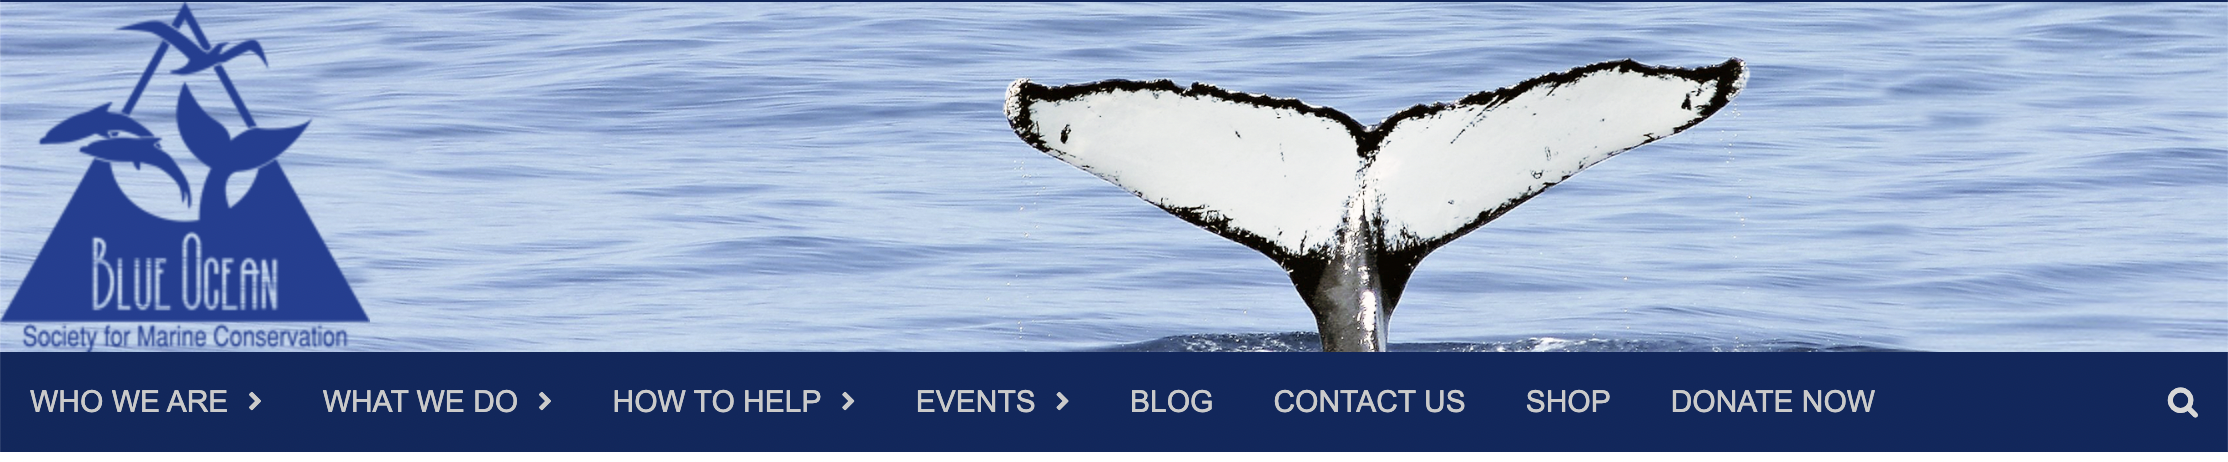 BLUE OCEAN
Society for Marine Conservation
WHO WE ARE
WHAT WE DO
HOW TO HELP
EVENTS
BLOG
CONTACT US
SHOP
DONATE NOW